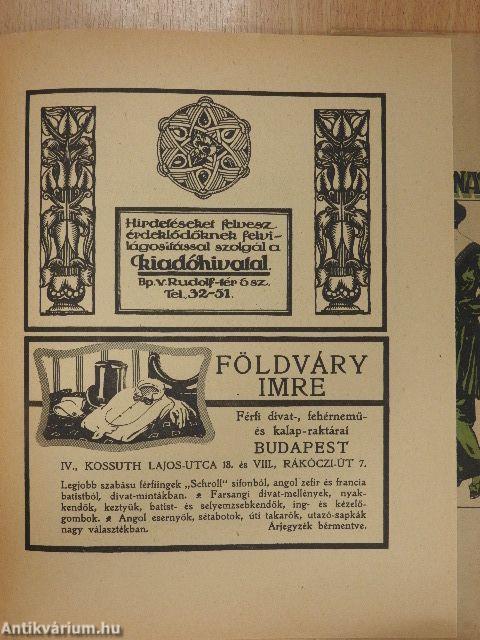 Hirdetéseket felvesz
érdeklődőknek felvi-
lágosítással szolgál a
kiadóhivatal.
Bp. V. Rudolf-tér 6 sz.
Tel. 32-51.
NAS
FÖLDVÁRY
IMRE
Férfi divat-, fehérnemű-
és kalap-raktárai
BUDAPEST
IV., KOSSUTH LAJOS-UTCA 18. és VIII., RÁKÓCZI-ÚT 7.
Legjobb szabásu férfiingek „Schroll" sifonból, angol zefir és francia
batisztból, divat-mintákban. Farsangi divat-mellények, nyak-
kendők, keztyük, batist- és selyemzsebkendők, ing- és kézelő-
gombok. Angol esernyők, sétabotok, úti takarók, utazó-sapkák
nagy választékban. Árjegyzék bérmentve.
Antikvárium.hu